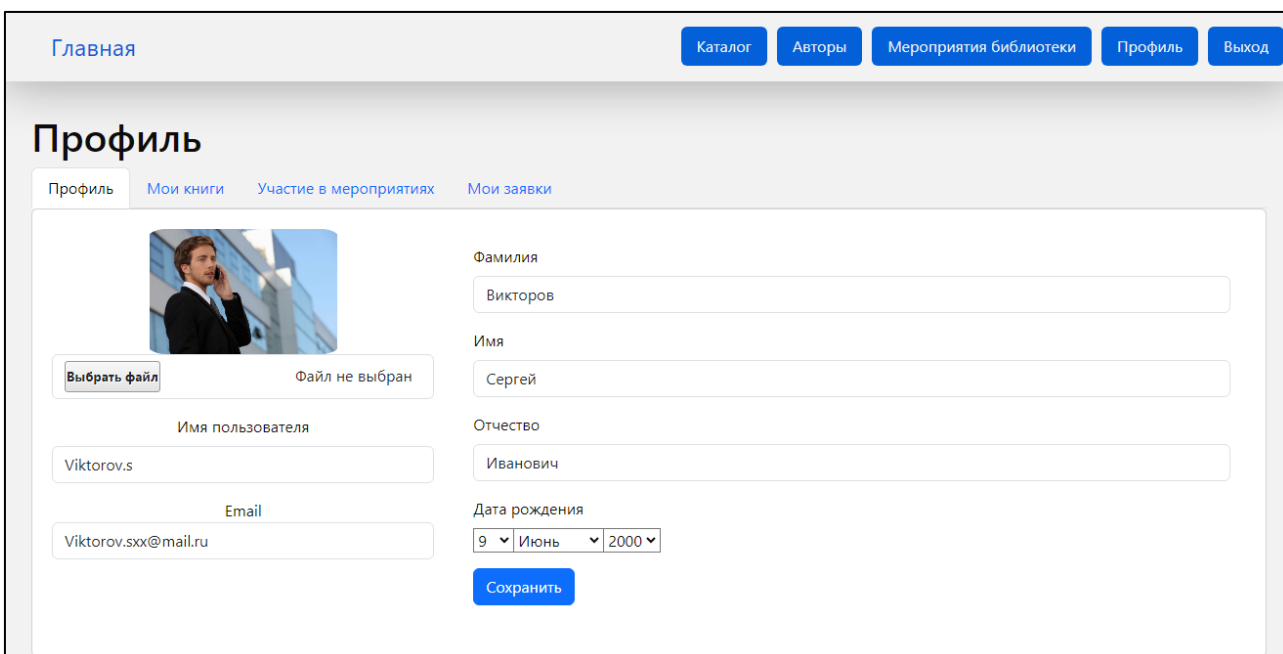 Главная
Каталог
Авторы
Мероприятия библиотеки
Профиль
Выход
Профиль
Профиль
Мои книги
Участие в мероприятиях
Мои заявки
Выбрать файл
Файл не выбран
Имя пользователя
Viktorov.s
Email
Viktorov.sxx@mail.ru
Фамилия
Викторов
Имя
Сергей
Отчество
Иванович
Дата рождения
9 Июнь 2000
Сохранить